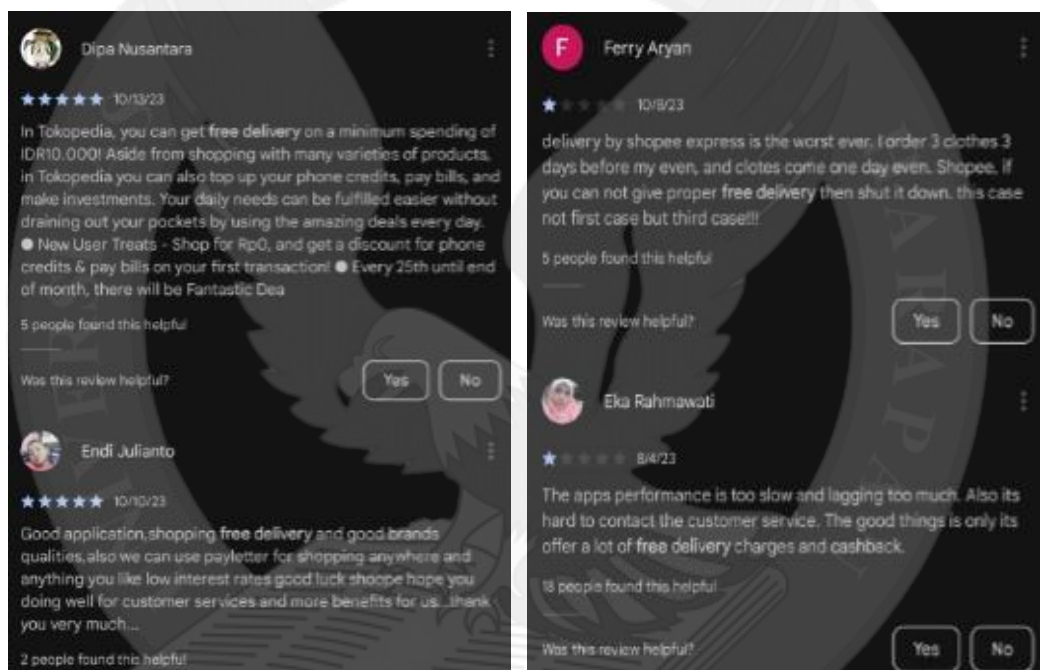 Dipa Nusantara
10/13/23
In Tokopedia, you can get free delivery on a minimum spending of
IDR10.000! Aside from shopping with many varieties of products,
in Tokopedia you can also top up your phone credits, pay bills, and
make investments. Your daily needs can be fulfilled easier without
draining out your pockets by using the amazing deals every day.
● New User Treats - Shop for Rp0, and get a discount for phone
credits & pay bills on your first transaction! ● Every 25th until end
of month, there will be Fantastic Dea
5 people found this helpful
Was this review helpful?
Yes
No
Endi Julianto
10/10/23
Good application,shopping free delivery and good brands
qualities,also we can use payletter for shopping anywhere and
anything you like low interest rates good luck shoope hope you
doing well for customer services and more benefits for us...thank
you very much...
2 people found this helpful
F
Ferry Aryan
10/8/23
delivery by shopee express is the worst ever. I order 3 clothes 3
days before my even, and clotes come one day even. Shopee, if
you can not give proper free delivery then shut it down. this case
not first case but third case!!!!
5 people found this helpful
Was this review helpful?
Yes
No
Eka Rahmawati
8/4/23
The apps performance is too slow and lagging too much. Also its
hard to contact the customer service. The good things is only its
offer a lot of free delivery charges and cashback.
18 people found this helpful
Was this review helpful?
Yes
No